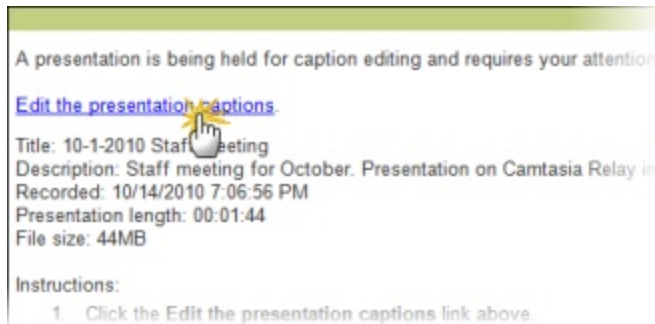 A presentation is being held for caption editing and requires your attention
Edit the presentation captions.
Title: 10-1-2010 Staff Meeting
Description: Staff meeting for October. Presentation on Camtasia Relay in
Recorded: 10/14/2010 7:06:56 PM
Presentation length: 00:01:44
File size: 44MB
Instructions:
1. Click the Edit the presentation captions link above.